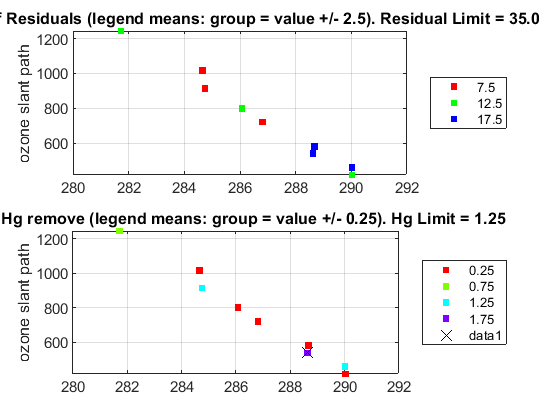 f Residuals (legend means: group = value +/- 2.5). Residual Limit = 35.0
1200
1000
800
600
ozone slant path
280 282 284 286 288 290 292
7.5
12.5
17.5
Hg remove (legend means: group = value +/- 0.25). Hg Limit = 1.25
1200
1000
800
600
ozone slant path
280 282 284 286 288 290 292
0.25
0.75
1.25
1.75
data1